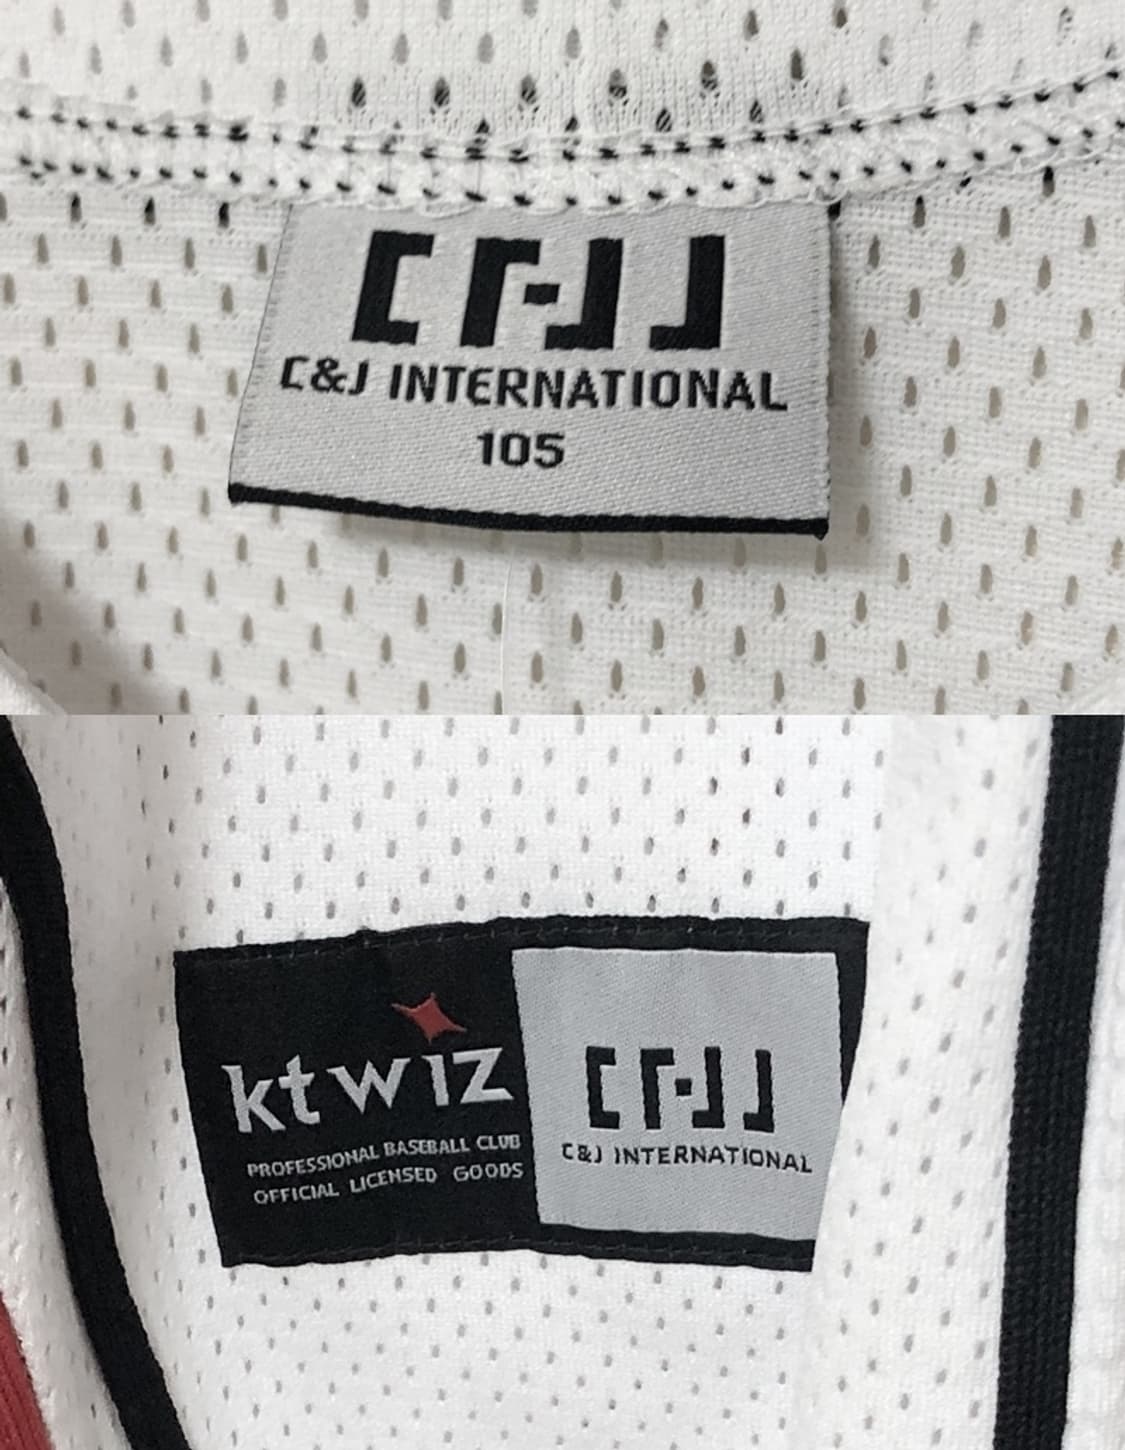 C&J
C&J INTERNATIONAL
105
kt wiz
PROFESSIONAL BASEBALL CLUB
OFFICIAL LICENSED GOODS
C&J
C&J INTERNATIONAL